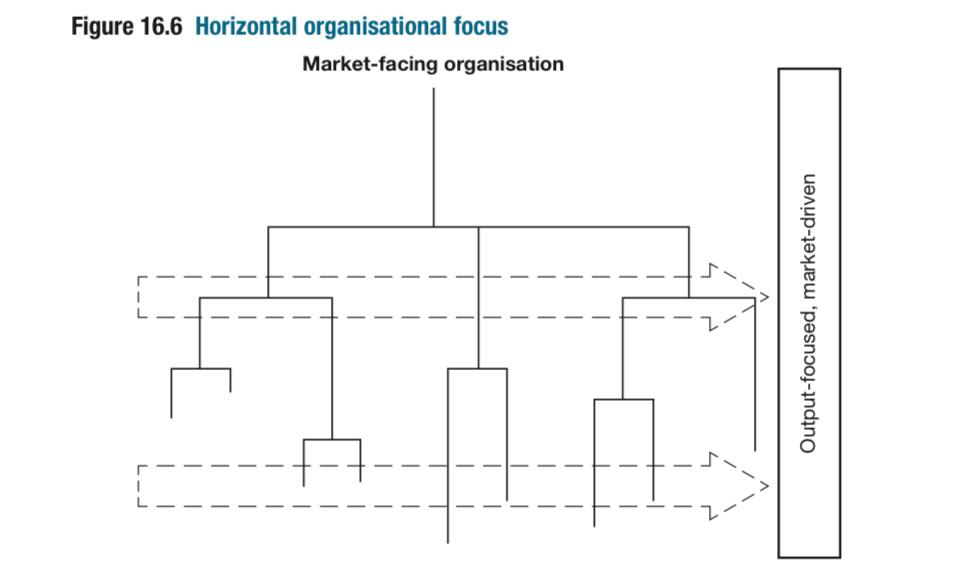 Figure 16.6 Horizontal organisational focus
Market-facing organisation
Output-focused, market-driven